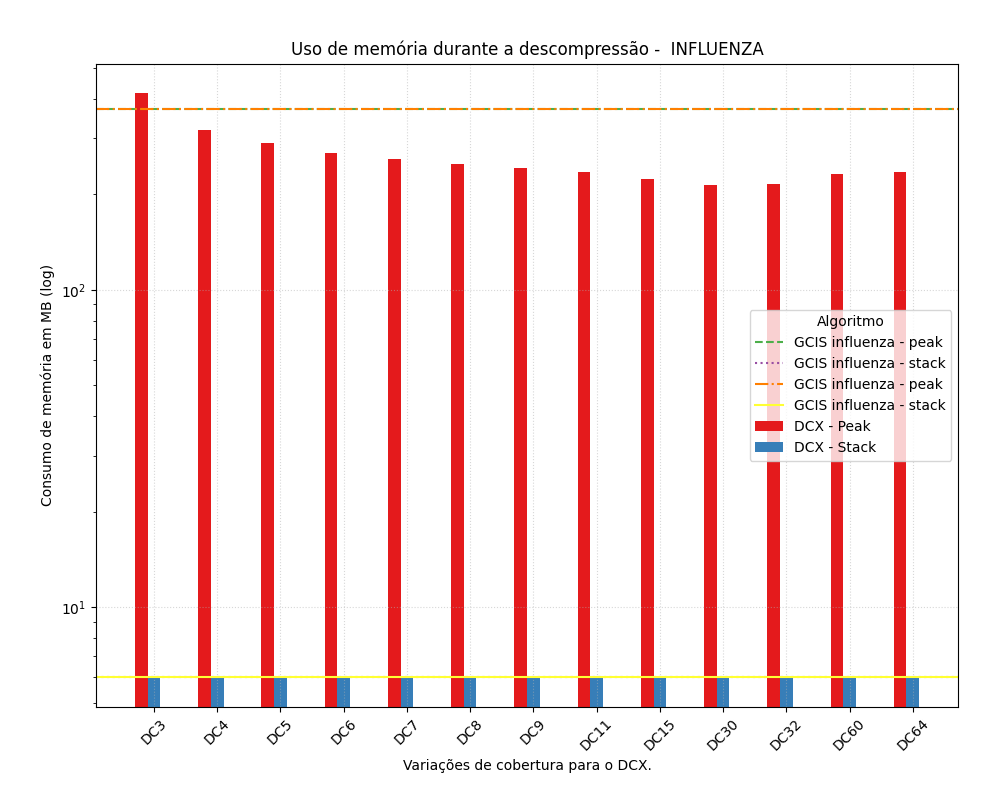 Uso de memória durante a descompressão -  INFLUENZA
Consumo de memória em MB (log)
10²
10¹
Algoritmo
GCIS influenza - peak
GCIS influenza - stack
GCIS influenza - peak
GCIS influenza - stack
DCX - Peak
DCX - Stack
DC3 DC4 DC5 DC6 DC7 DC8 DC9 DC11 DC15 DC30 DC32 DC60 DC64
Variações de cobertura para o DCX.